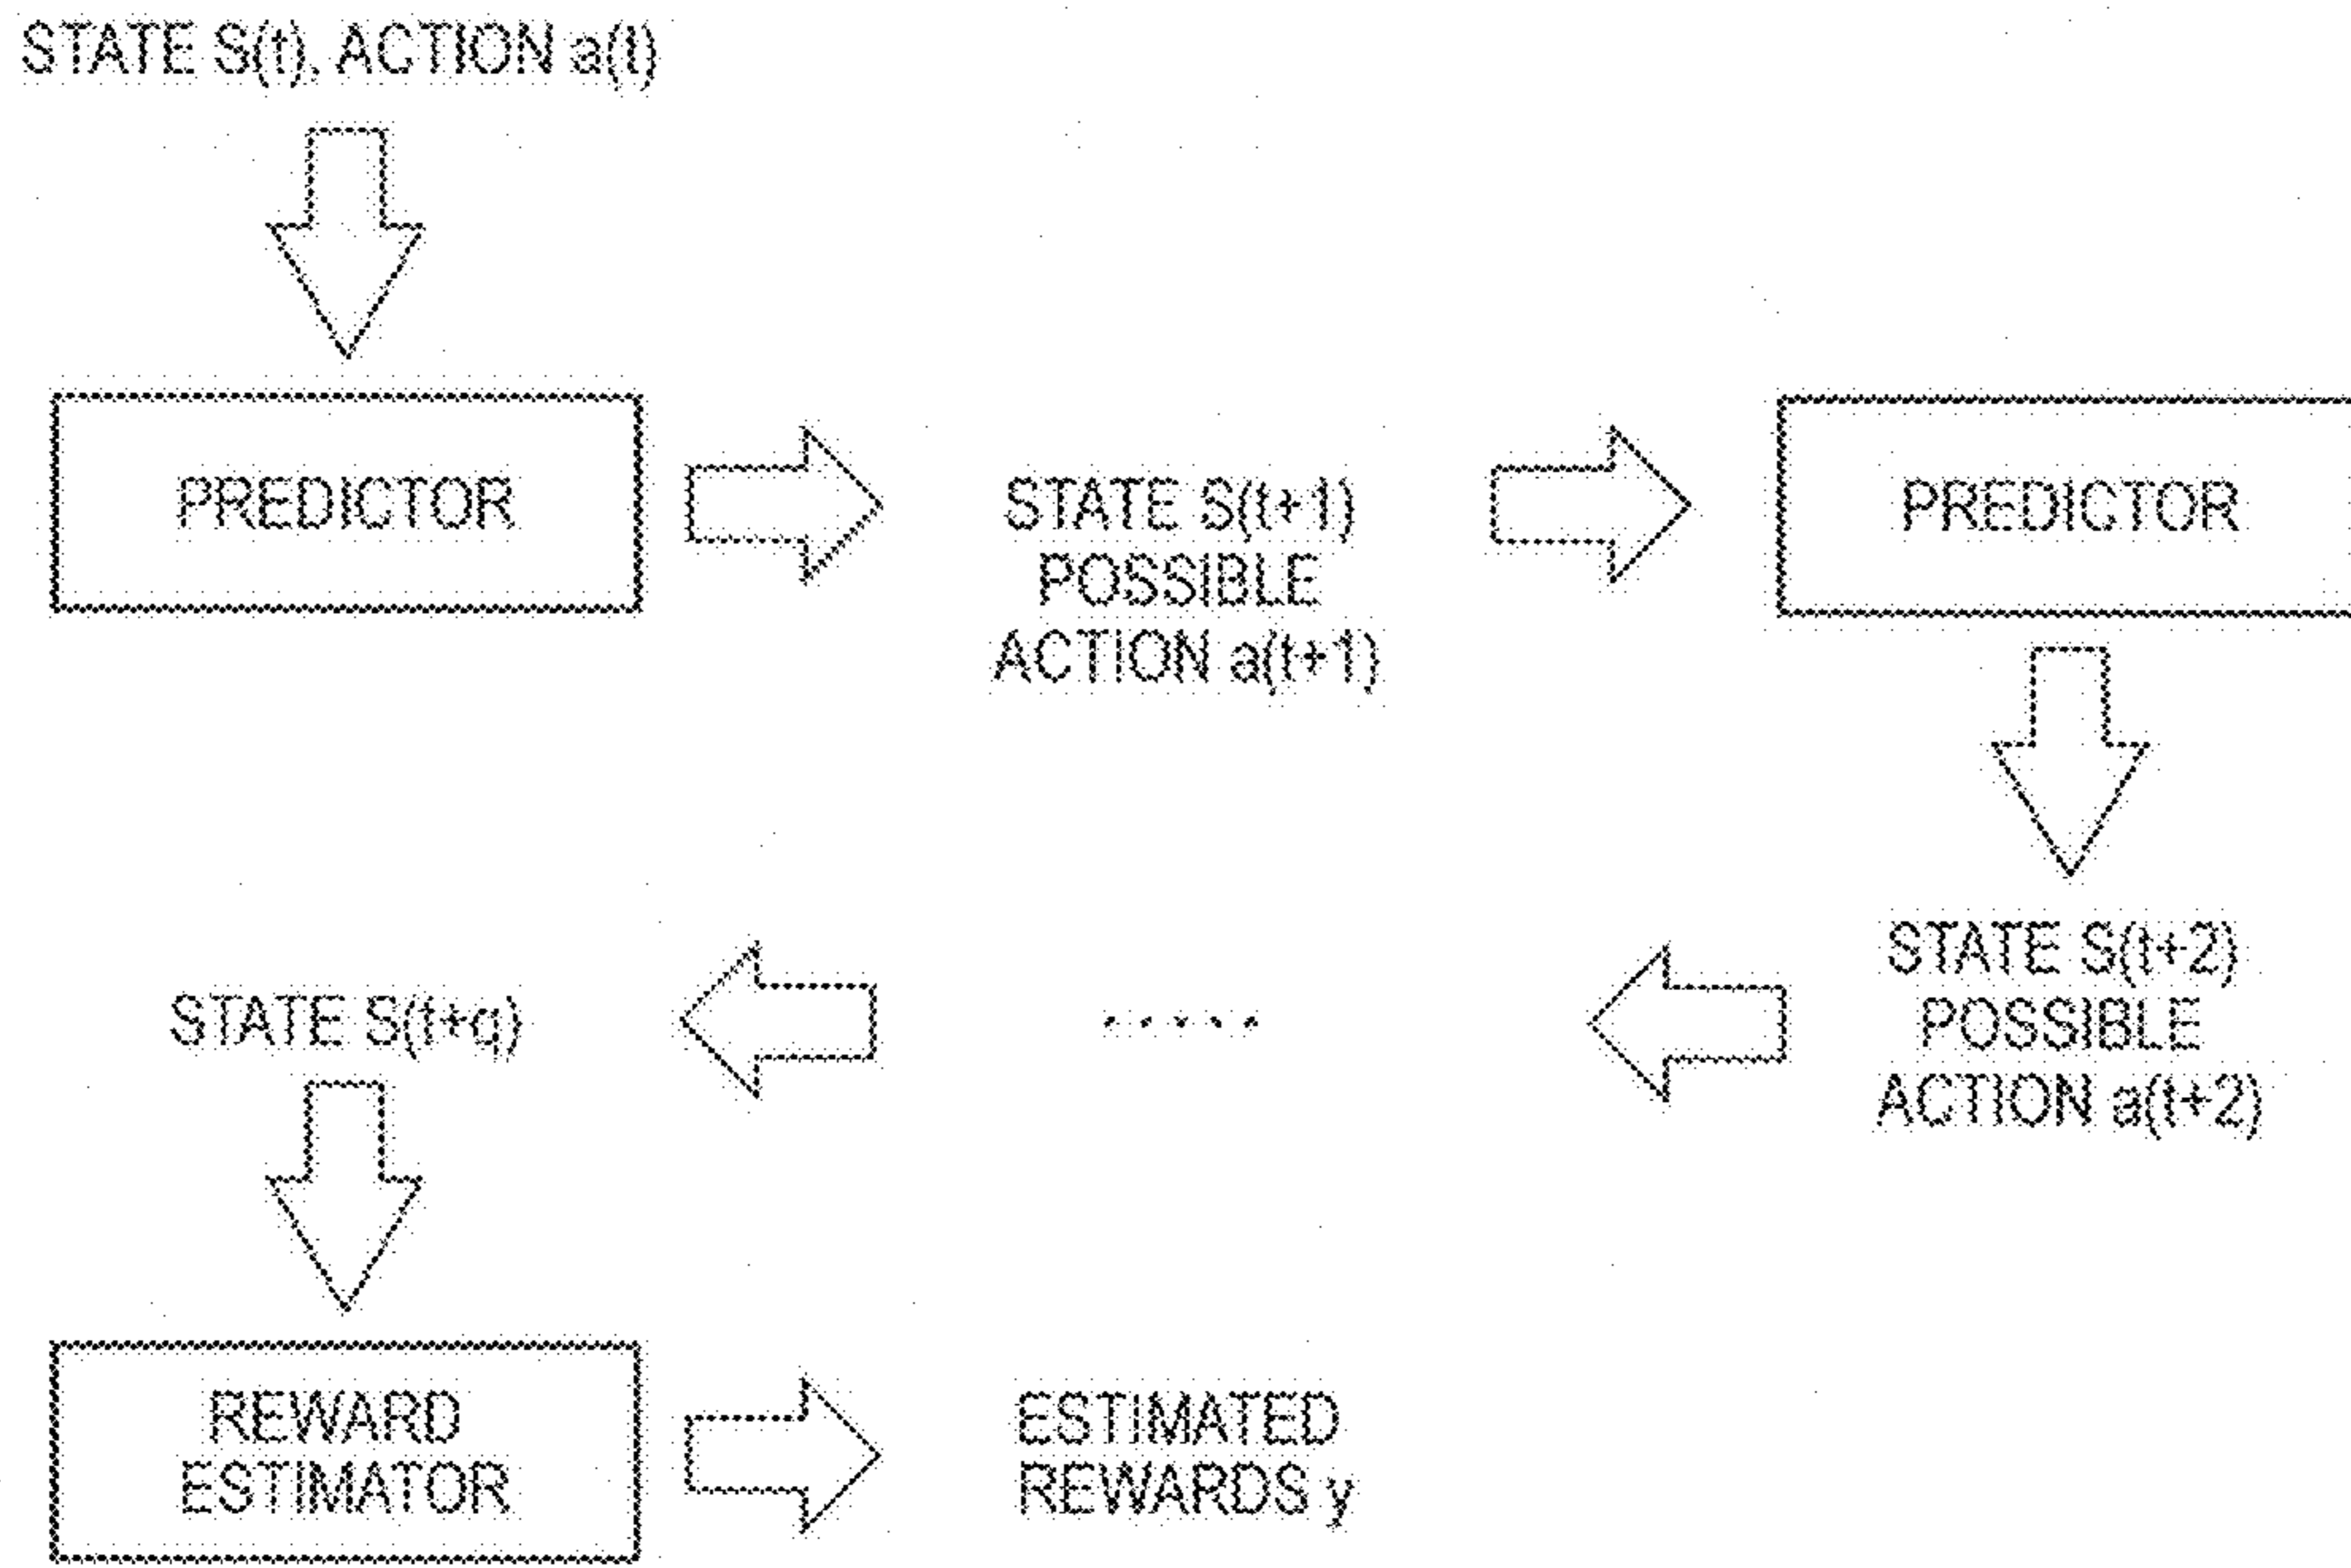 STATE S(t), ACTION a(t)
PREDICTOR
STATE S(t+1)
POSSIBLE
ACTION a(t+1)
PREDICTOR
STATE S(t+2)
POSSIBLE
ACTION a(t+2)
.....
STATE S(t+q)
REWARD
ESTIMATOR
ESTIMATED
REWARDS y